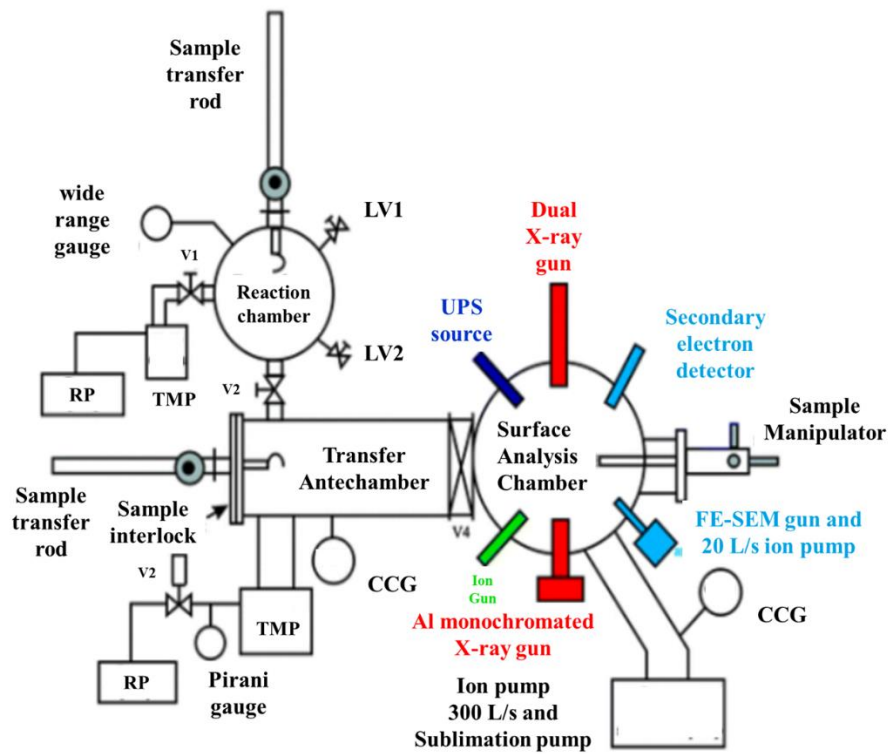 Sample
transfer
rod
wide
range
gauge
V1
LV1
Reaction
chamber
LV2
RP
TMP
V2
Dual
X-ray
gun
UPS
source
Secondary
electron
detector
Sample
Manipulator
Surface
Analysis
Chamber
Transfer
Antechamber
Sample
transfer
rod
Sample
interlock
V4
FE-SEM gun and
20 L/s ion pump
V2
CCG
Ion
Gun
Al monochromated
X-ray gun
CCG
TMP
RP
Pirani
gauge
Ion pump
300 L/s and
Sublimation pump